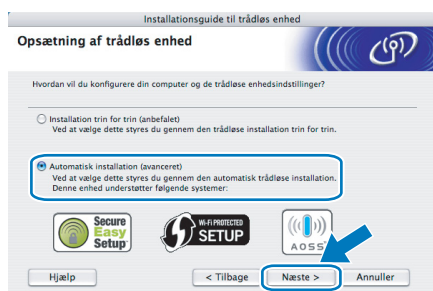 Installationsguide til trådløs enhed
Opsætning af trådløs enhed
Hvordan vil du konfigurere din computer og de trådløse enhedsindstillinger?
Installation trin for trin (anbefalet)
Ved at vælge dette styres du gennem den trådløse installation trin for trin.
Automatisk installation (avanceret)
Ved at vælge dette styres du gennem den automatisk trådløse installation.
Denne enhed understøtter følgende systemer:
Secure
Easy
Setup
Wi-Fi PROTECTED
SETUP
AOSS
Hjælp
< Tilbage
Næste >
Annuller